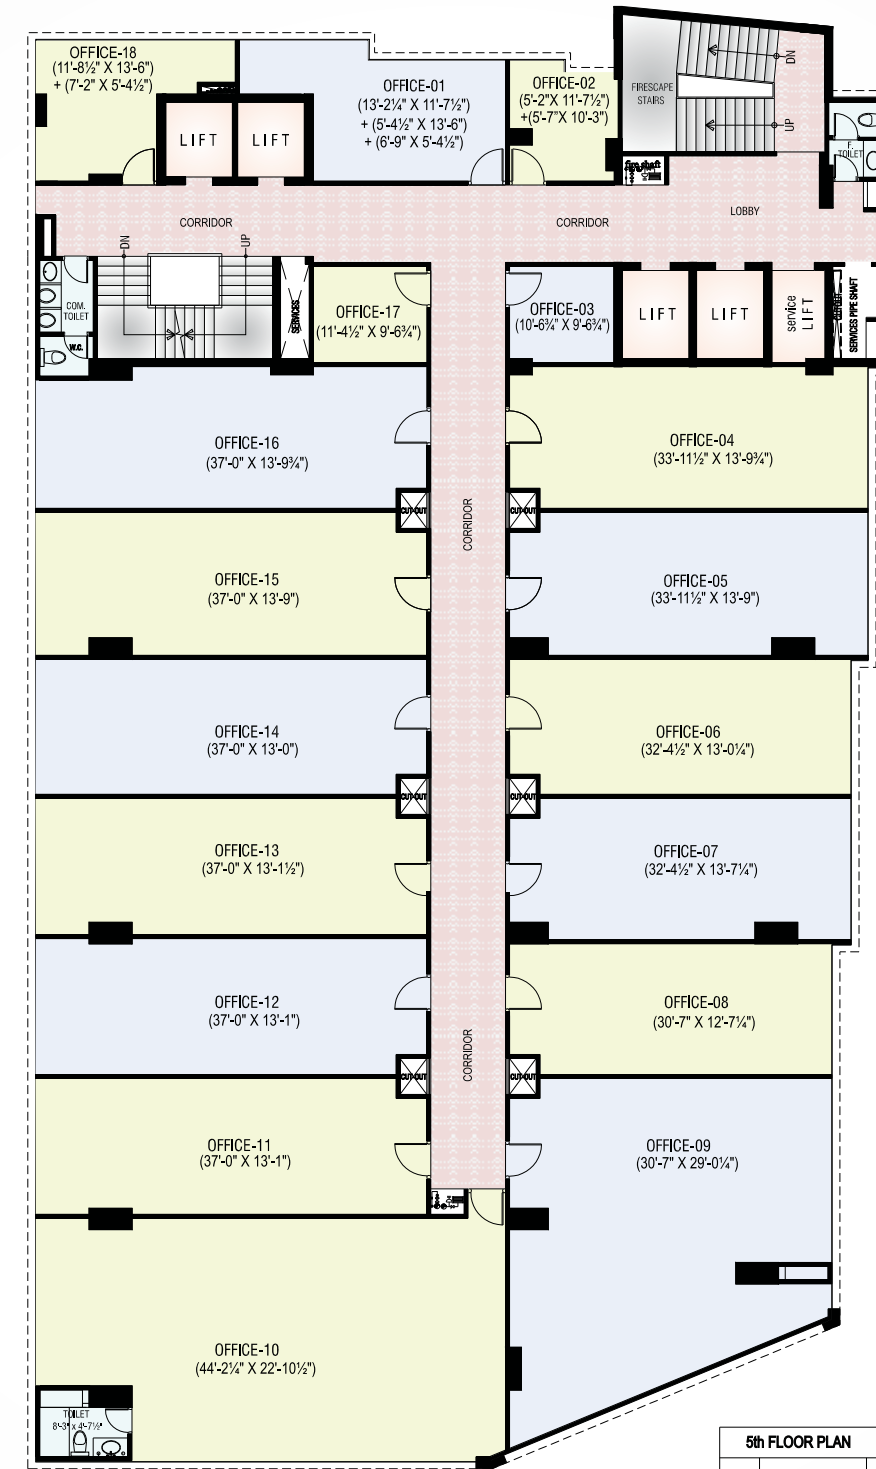 OFFICE-18
(11'-8½" X 13'-6")
+ (7'-2" X 5'-4½")
OFFICE-01
(13'-2¼" X 11'-7½")
+ (5'-4½" X 13'-6")
+ (6'-9" X 5'-4½")
OFFICE-02
(5'-2"X 11'-7½")
+(5'-7"X 10'-3")
FIRESCAPE
STAIRS
DN
UP
LIFT
LIFT
fire shaft
F.
TOILET
CORRIDOR
CORRIDOR
LOBBY
DN
UP
COM.
TOILET
W.C.
SERVICES
OFFICE-17
(11'-4½" X 9'-6¾")
OFFICE-03
(10'-6¾" X 9'-6¾")
LIFT
LIFT
service
LIFT
SERVICES PIPE SHAFT
OFFICE-16
(37'-0" X 13'-9¾")
OFFICE-04
(33'-11½" X 13'-9¾")
CUT-OUT
CUT-OUT
CORRIDOR
OFFICE-15
(37'-0" X 13'-9")
OFFICE-05
(33'-11½" X 13'-9")
OFFICE-14
(37'-0" X 13'-0")
OFFICE-06
(32'-4½" X 13'-0¼")
CUT-OUT
CUT-OUT
OFFICE-13
(37'-0" X 13'-1½")
OFFICE-07
(32'-4½" X 13'-7¼")
OFFICE-12
(37'-0" X 13'-1")
OFFICE-08
(30'-7" X 12'-7¼")
CORRIDOR
CUT-OUT
CUT-OUT
OFFICE-11
(37'-0" X 13'-1")
OFFICE-09
(30'-7" X 29'-0¼")
OFFICE-10
(44'-2¼" X 22'-10½")
TOILET
8'-3" x 4'-7½"
5th FLOOR PLAN